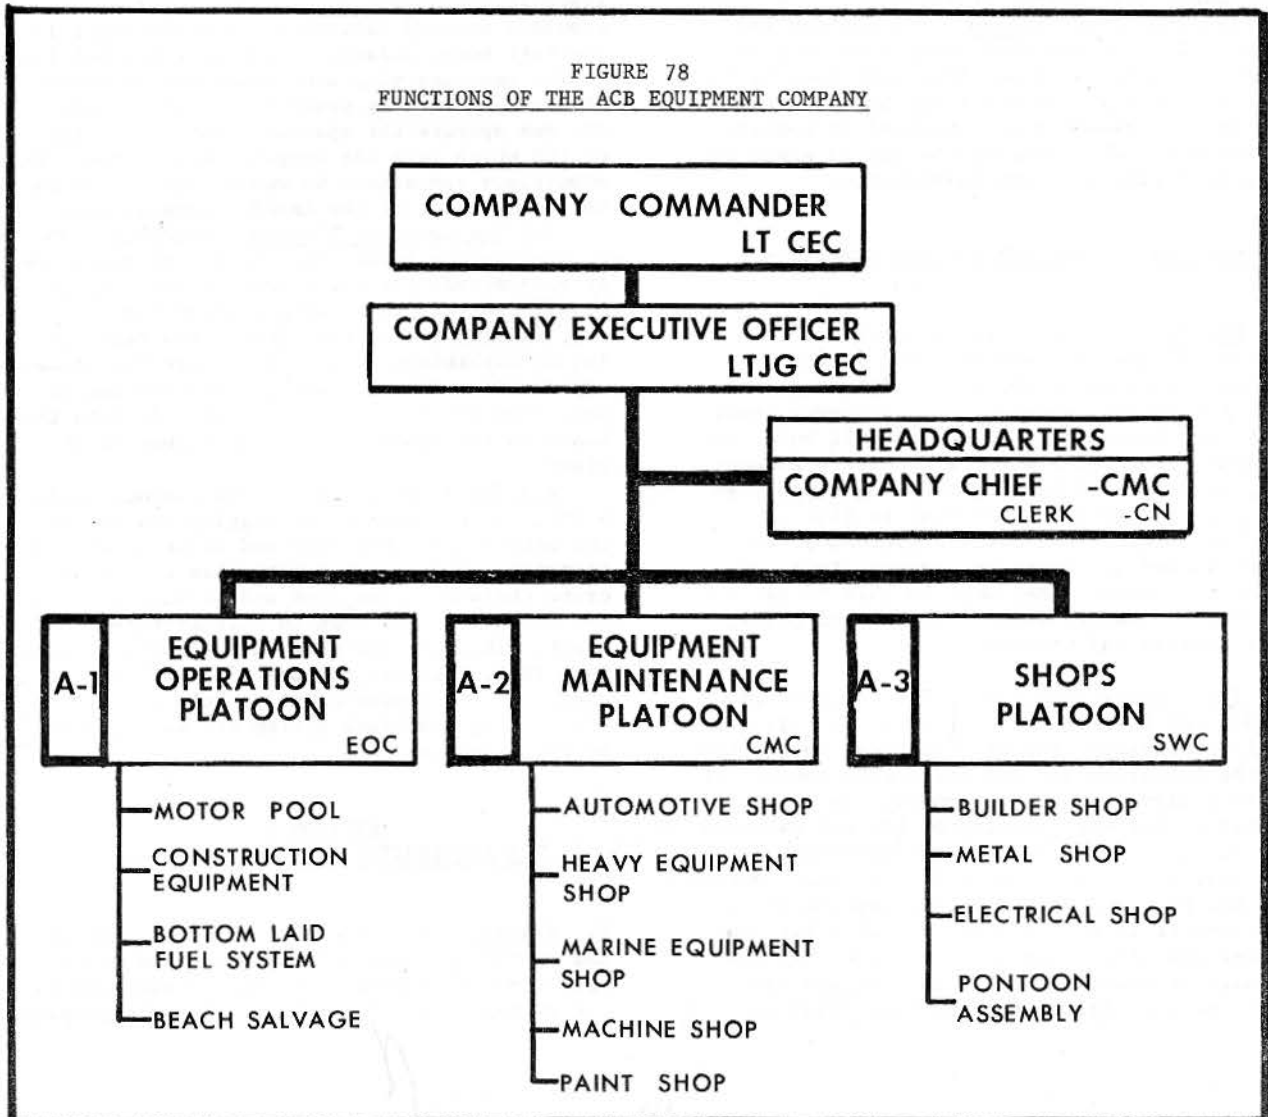 FIGURE 78
FUNCTIONS OF THE ACB EQUIPMENT COMPANY
COMPANY COMMANDER
LT CEC
COMPANY EXECUTIVE OFFICER
LTJG CEC
HEADQUARTERS
COMPANY CHIEF -CMC
CLERK -CN
A-1
EQUIPMENT
OPERATIONS
PLATOON
EOC
MOTOR POOL
CONSTRUCTION
EQUIPMENT
BOTTOM LAID
FUEL SYSTEM
BEACH SALVAGE
A-2
EQUIPMENT
MAINTENANCE
PLATOON
CMC
AUTOMOTIVE SHOP
HEAVY EQUIPMENT
SHOP
MARINE EQUIPMENT
SHOP
MACHINE SHOP
PAINT SHOP
A-3
SHOPS
PLATOON
SWC
BUILDER SHOP
METAL SHOP
ELECTRICAL SHOP
PONTOON
ASSEMBLY